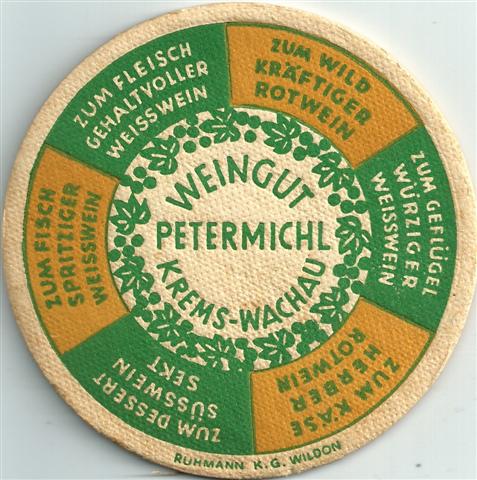 WEINGUT
PETERMICHL
KREMS-WACHAU
ZUM WILD
KRÄFTIGER
ROTWEIN
ZUM GEFLÜGEL
WÜRZIGER
WEISSWEIN
ZUM KÄSE
HERBER
ROTWEIN
ZUM DESSERT
SÜSSWEIN
SEKT
ZUM FISCH
SPRITZIGER
WEISSWEIN
ZUM FLEISCH
GEHALTVOLLER
WEISSWEIN
RUHMANN K.G. WILDON